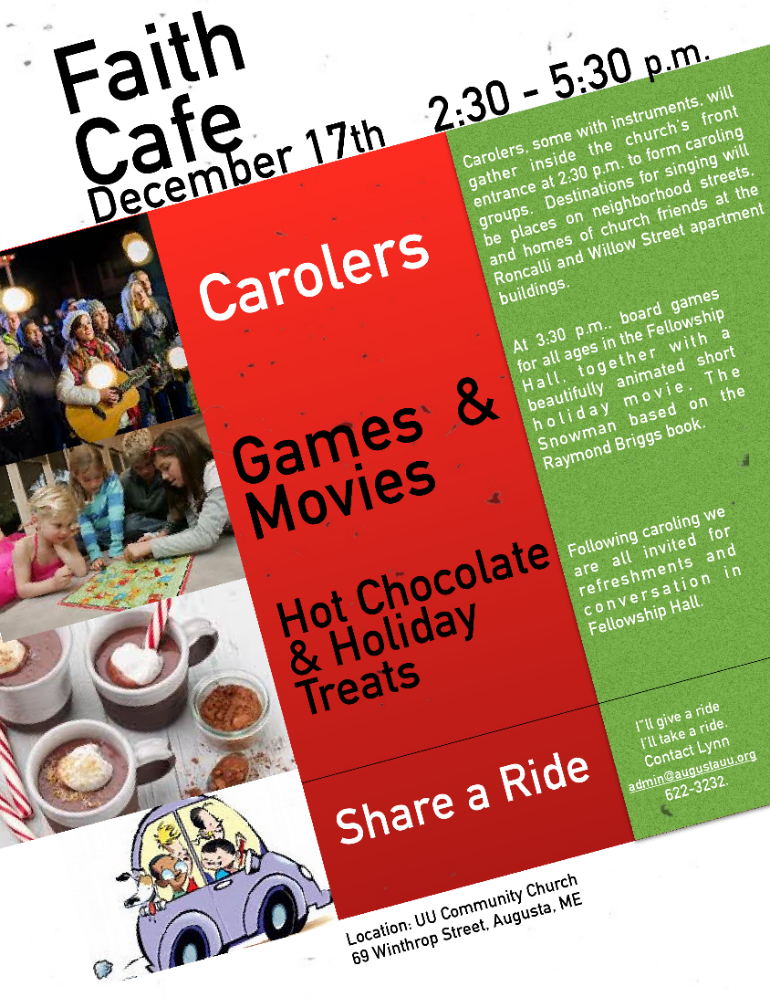 Faith
Cafe
December 17th 2:30 - 5:30 p.m.
Carolers
Carolers, some with instruments, will
gather inside the church's front
entrance at 2:30 p.m. to form caroling
groups. Destinations for singing will
be places on neighborhood streets,
and homes of church friends at the
Roncalli and Willow Street apartment
buildings.
Games &
Movies
At 3:30 p.m., board games
for all ages in the Fellowship
Hall, together with a
beautifully animated short
holiday movie. The
Snowman based on the
Raymond Briggs book.
Hot Chocolate
& Holiday
Treats
Following caroling we
are all invited for
refreshments and
conversation in
Fellowship Hall.
Share a Ride
I"ll give a ride
I'll take a ride.
Contact Lynn
admin@augustauu.org
622-3232.
Location: UU Community Church
69 Winthrop Street, Augusta, ME